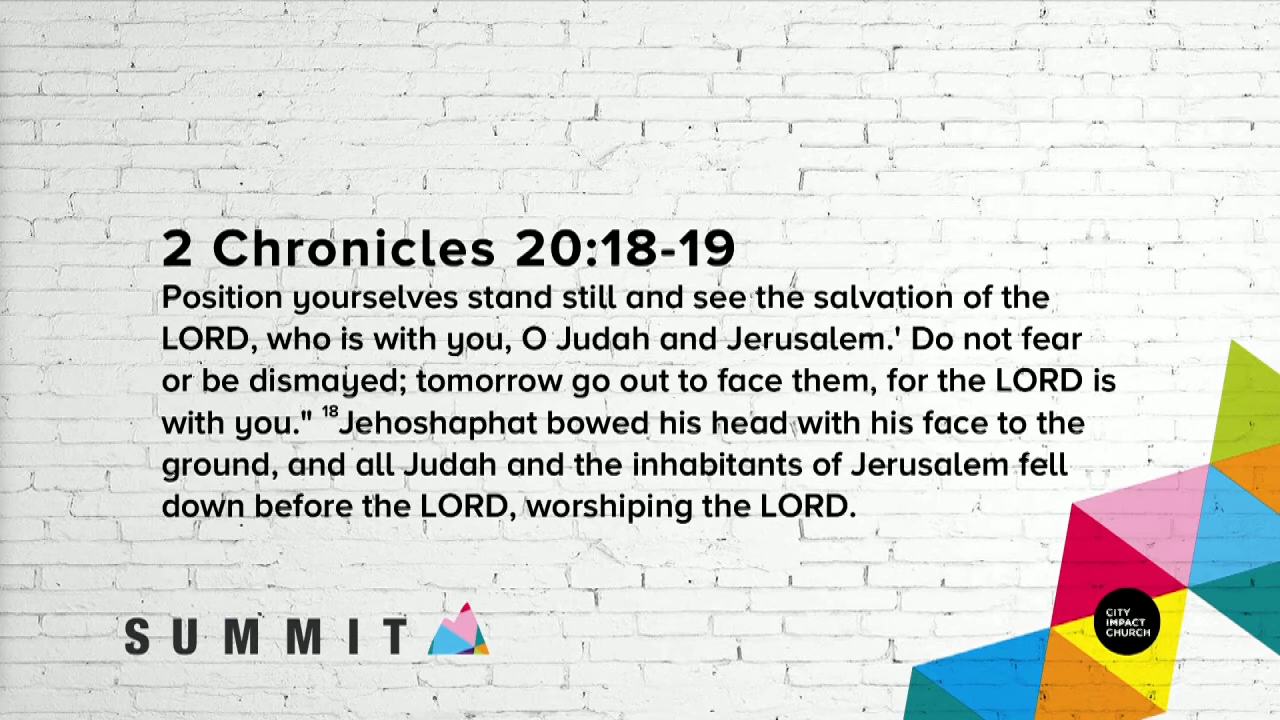 2 Chronicles 20:18-19
Position yourselves stand still and see the salvation of the
LORD, who is with you, O Judah and Jerusalem.' Do not fear
or be dismayed; tomorrow go out to face them, for the LORD is
with you." 18Jehoshaphat bowed his head with his face to the
ground, and all Judah and the inhabitants of Jerusalem fell
down before the LORD, worshiping the LORD.
SUMMIT
CITY
IMPACT
CHURCH